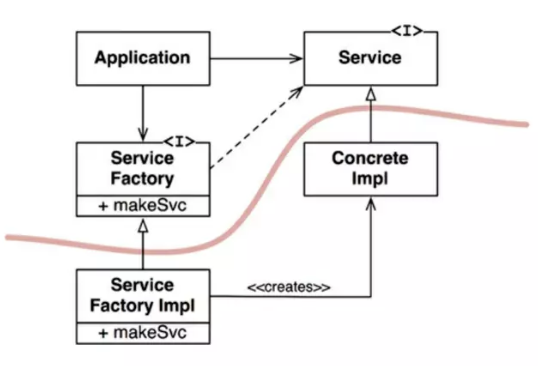 <I>
Application
Service
<I>
Service
Factory
+ makeSvc
Concrete
Impl
Service
Factory Impl
+ makeSvc
<<creates>>